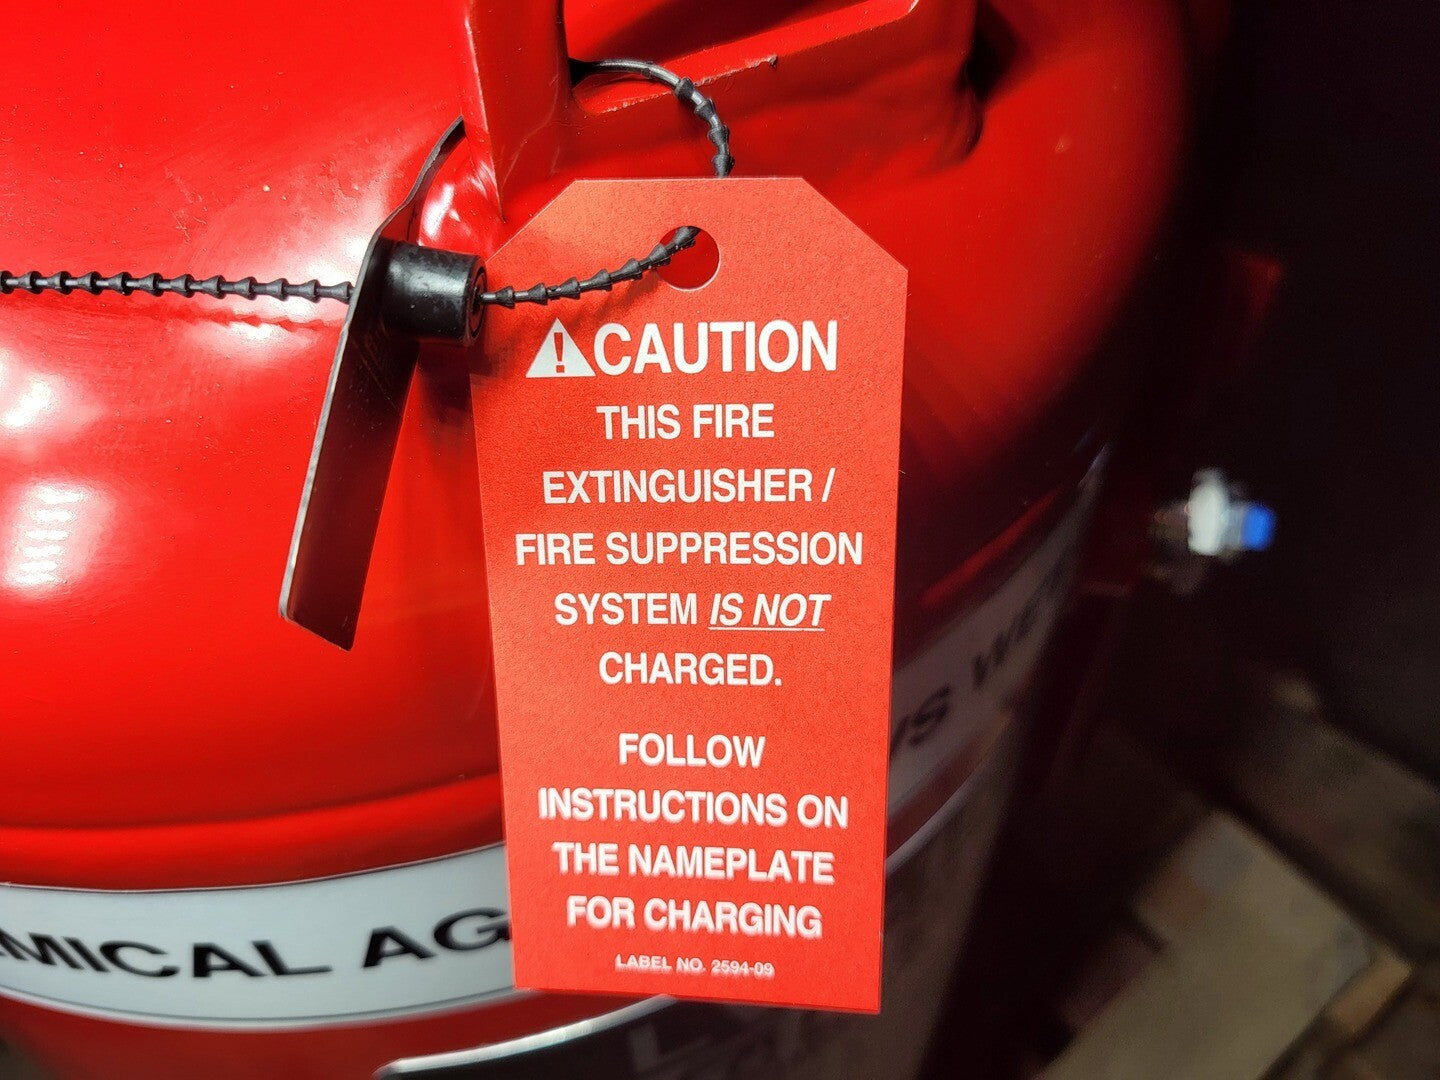 CAUTION
THIS FIRE
EXTINGUISHER /
FIRE SUPPRESSION
SYSTEM IS NOT
CHARGED.
FOLLOW
INSTRUCTIONS ON
THE NAMEPLATE
FOR CHARGING
LABEL NO. 2594-09
MICAL AG